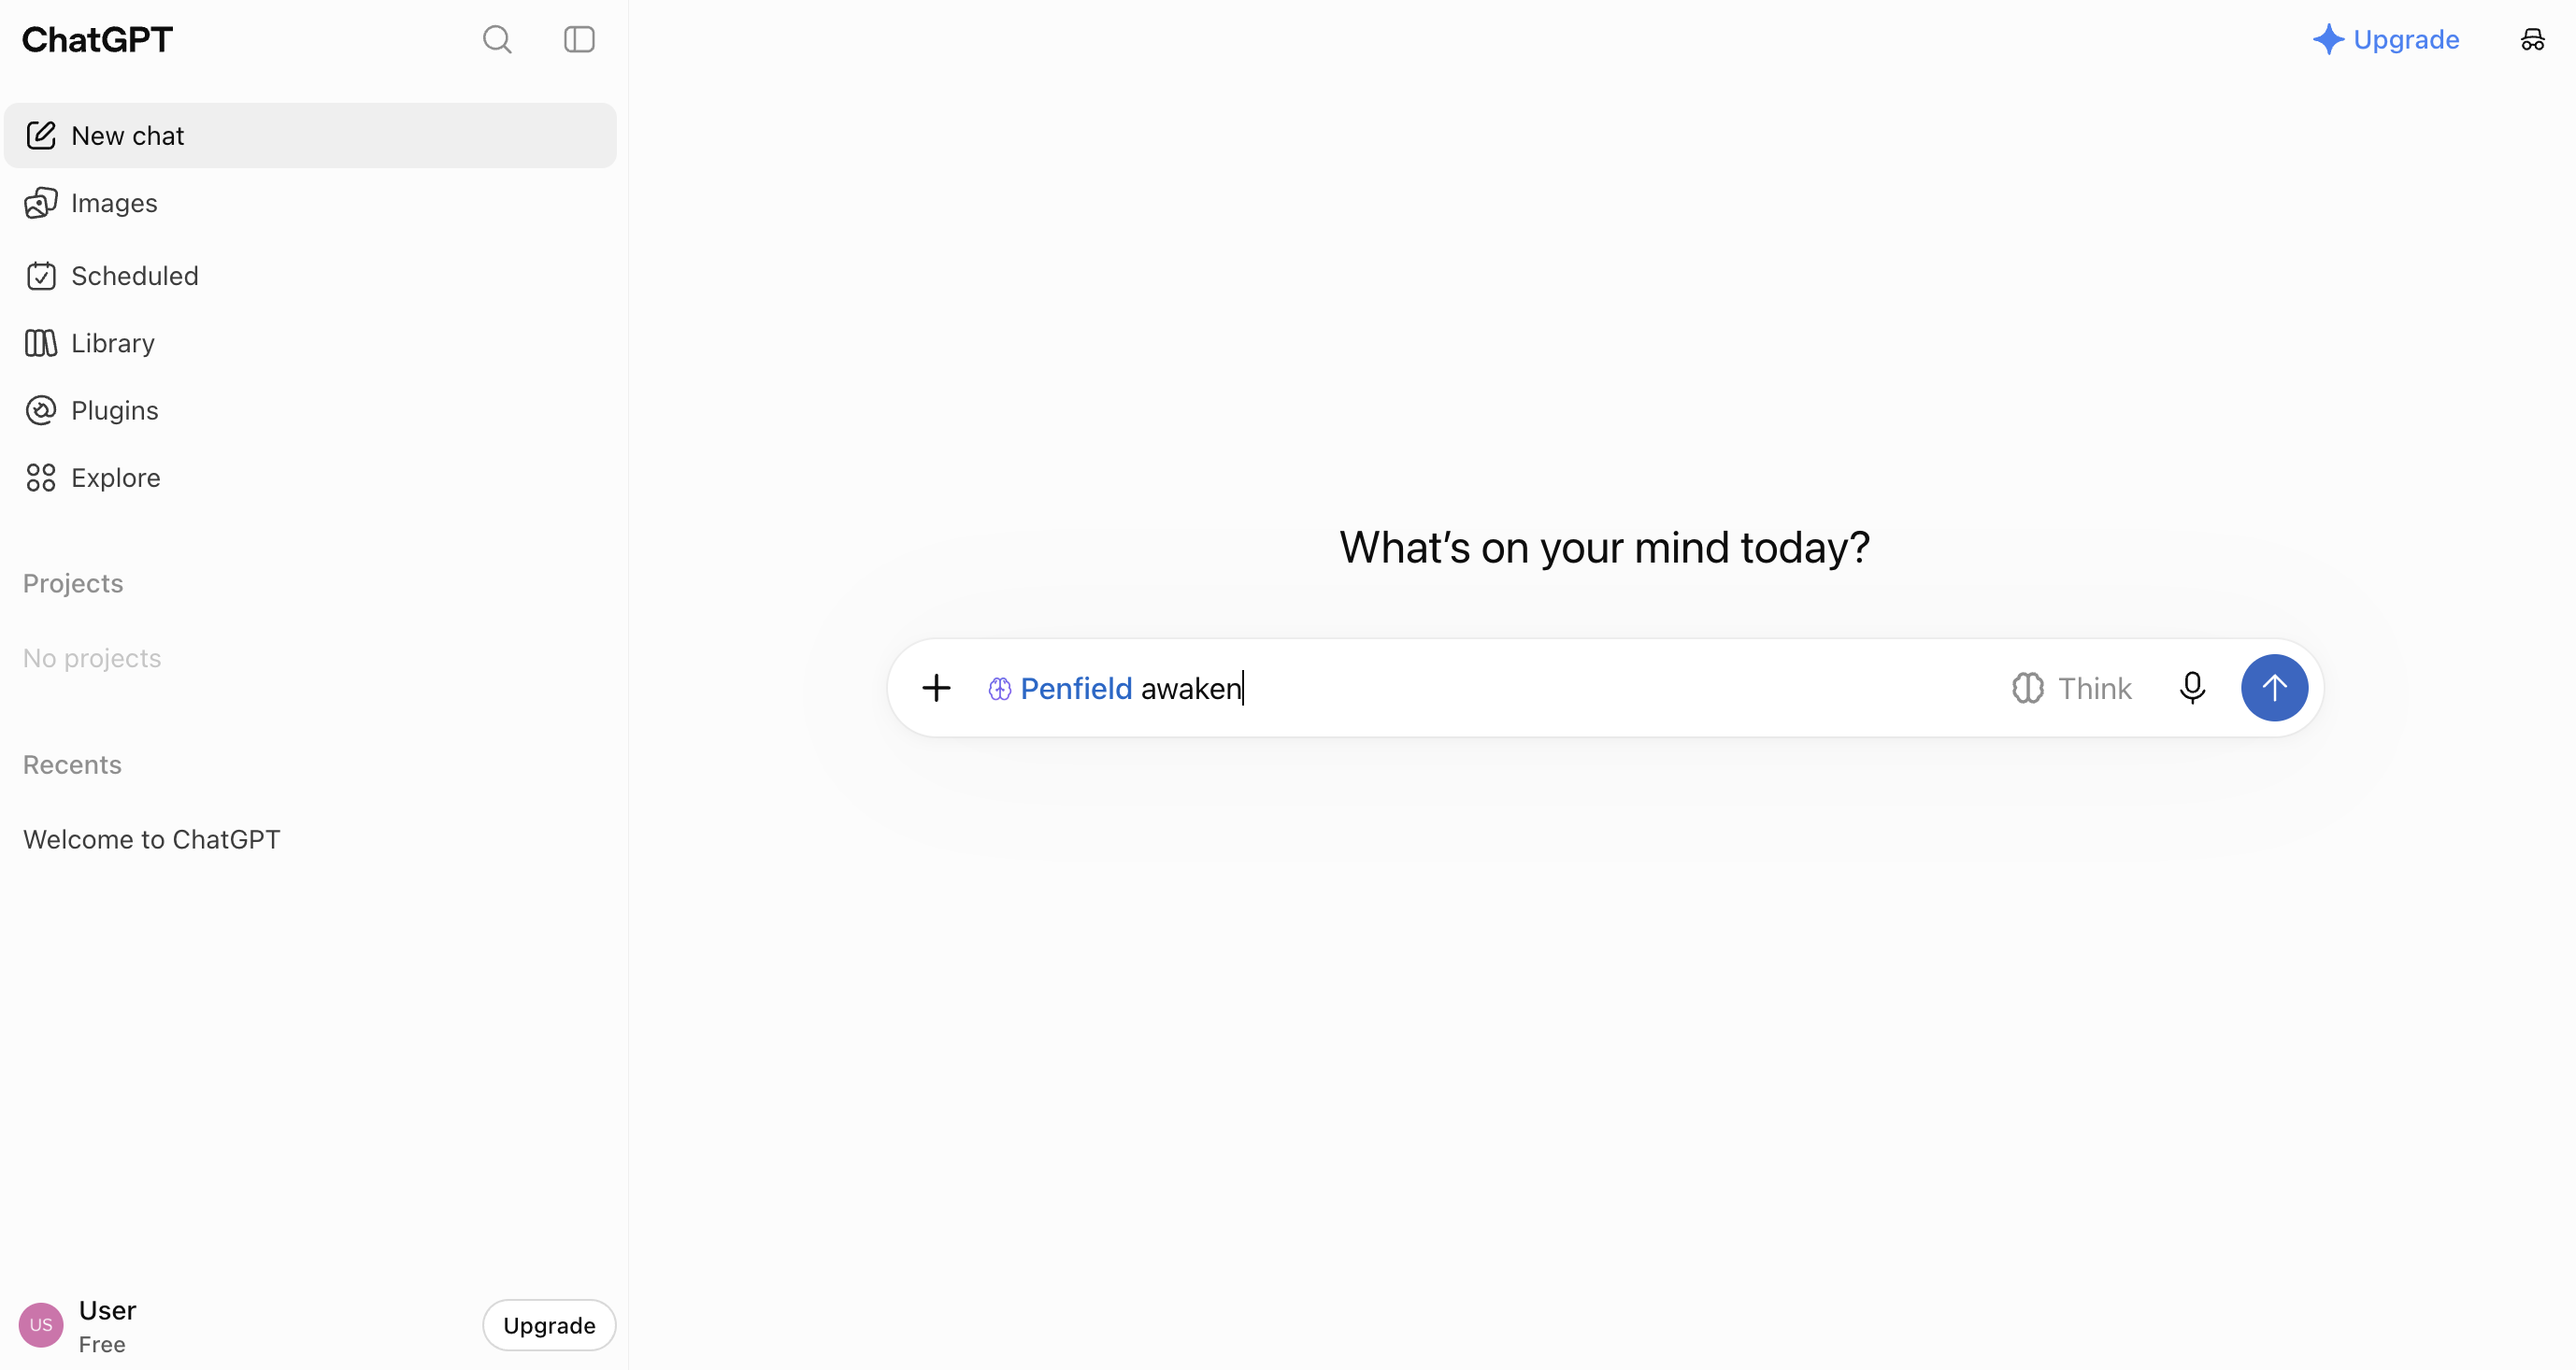 ChatGPT
New chat
Images
Scheduled
Library
Plugins
Explore
Projects
No projects
Recents
Welcome to ChatGPT
US
User
Free
Upgrade
Upgrade
What’s on your mind today?
Penfield awaken
Think